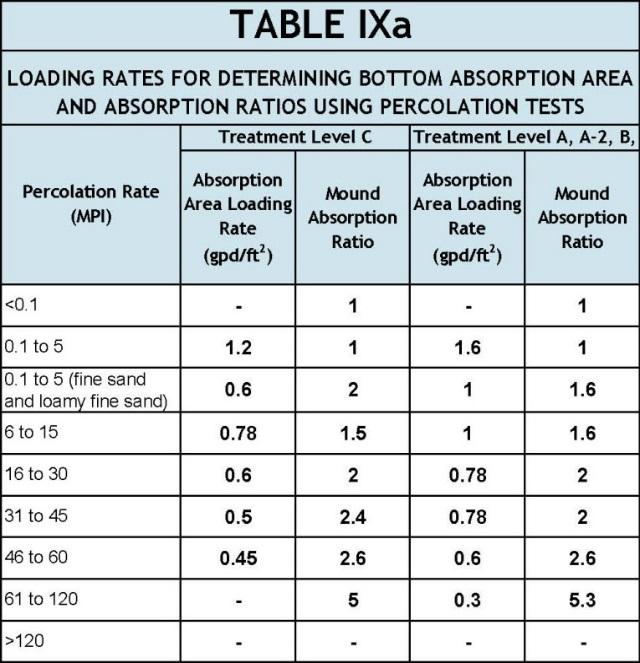 TABLE IXa
LOADING RATES FOR DETERMINING BOTTOM ABSORPTION AREA
AND ABSORPTION RATIOS USING PERCOLATION TESTS
Treatment Level C Treatment Level A, A-2, B,
Percolation Rate
(MPI)
Absorption
Area Loading
Rate
(gpd/ft²)
Mound
Absorption
Ratio
Absorption
Area Loading
Rate
(gpd/ft²)
Mound
Absorption
Ratio
<0.1 - 1 - 1
0.1 to 5 1.2 1 1.6 1
0.1 to 5 (fine sand
and loamy fine sand) 0.6 2 1 1.6
6 to 15 0.78 1.5 1 1.6
16 to 30 0.6 2 0.78 2
31 to 45 0.5 2.4 0.78 2
46 to 60 0.45 2.6 0.6 2.6
61 to 120 - 5 0.3 5.3
>120 - - - -